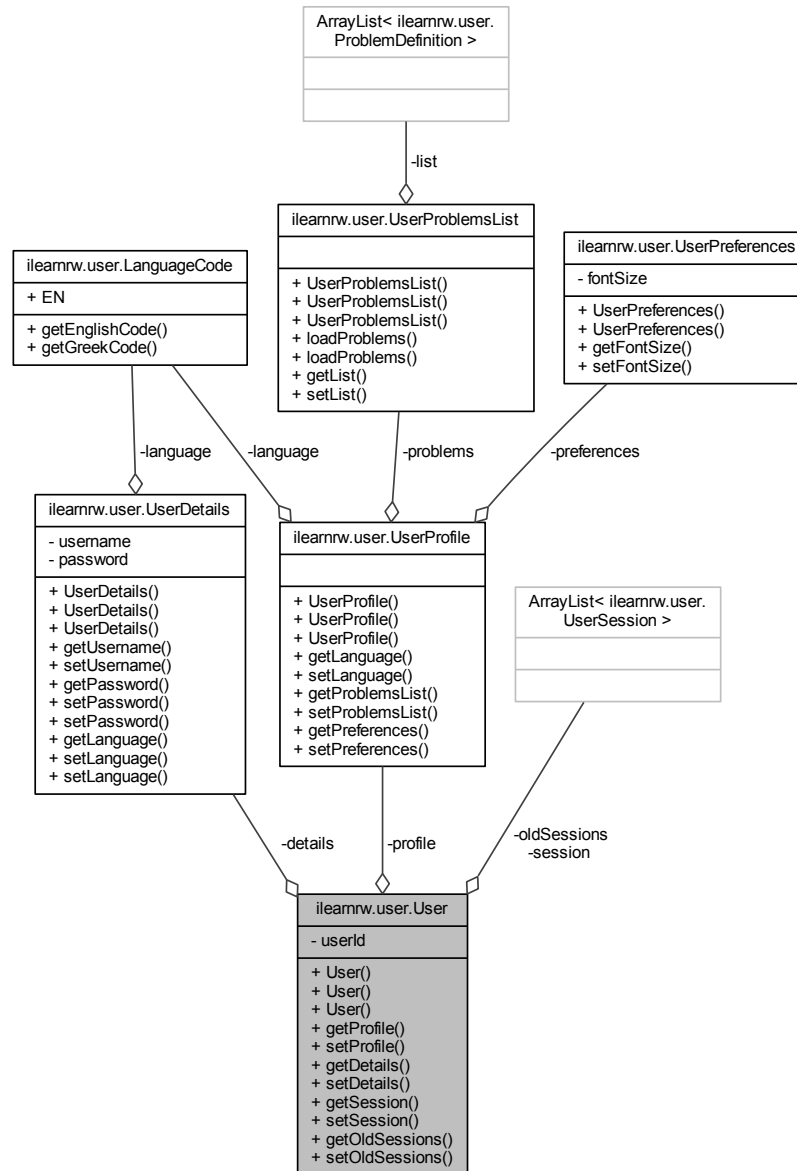 ArrayList< ilearnrw.user.
ProblemDefinition >
-list
ilearnrw.user.UserProblemsList
+ UserProblemsList()
+ UserProblemsList()
+ UserProblemsList()
+ loadProblems()
+ loadProblems()
+ getList()
+ setList()
ilearnrw.user.UserPreferences
- fontSize
+ UserPreferences()
+ UserPreferences()
+ getFontSize()
+ setFontSize()
ilearnrw.user.LanguageCode
+ EN
+ getEnglishCode()
+ getGreekCode()
-language
-language
-problems
-preferences
ilearnrw.user.UserDetails
- username
- password
+ UserDetails()
+ UserDetails()
+ UserDetails()
+ getUsername()
+ setUsername()
+ getPassword()
+ setPassword()
+ setPassword()
+ getLanguage()
+ setLanguage()
+ setLanguage()
ilearnrw.user.UserProfile
+ UserProfile()
+ UserProfile()
+ UserProfile()
+ getLanguage()
+ setLanguage()
+ getProblemsList()
+ setProblemsList()
+ getPreferences()
+ setPreferences()
ArrayList< ilearnrw.user.
UserSession >
-details
-profile
-oldSessions
-session
ilearnrw.user.User
- userId
+ User()
+ User()
+ User()
+ getProfile()
+ setProfile()
+ getDetails()
+ setDetails()
+ getSession()
+ setSession()
+ getOldSessions()
+ setOldSessions()